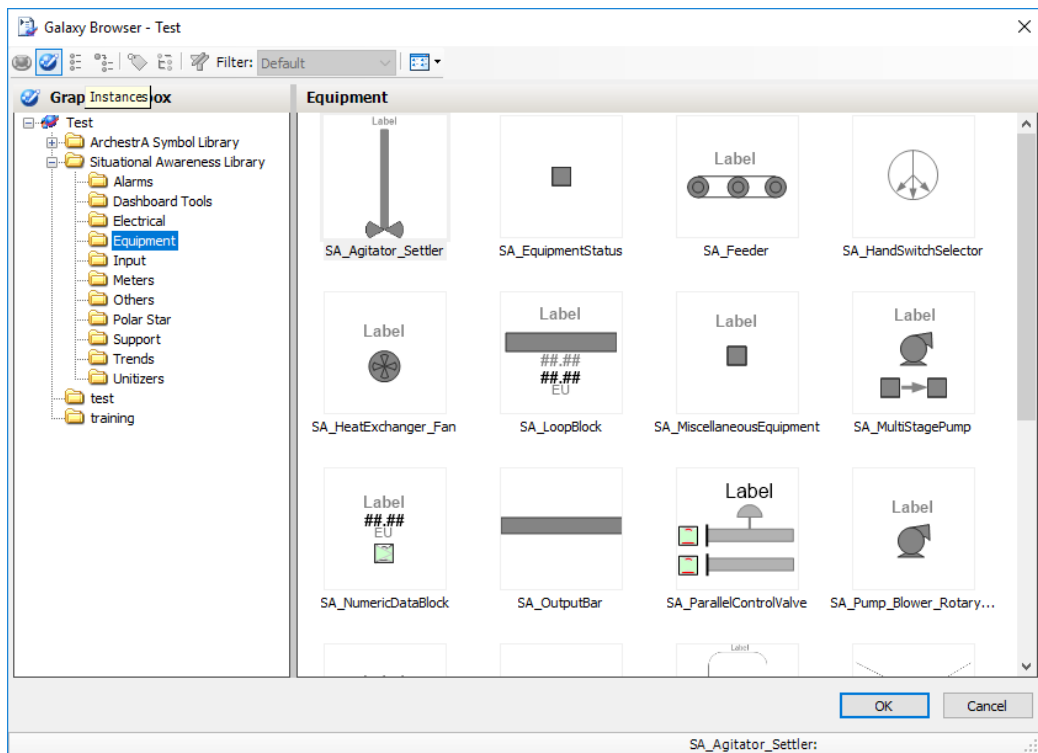 Galaxy Browser - Test
Filter: Default
Grap Instances ox
Equipment
Test
ArchestrA Symbol Library
Situational Awareness Library
Alarms
Dashboard Tools
Electrical
Equipment
Input
Meters
Others
Polar Star
Support
Trends
Unitizers
test
training
Label
SA_Agitator_Settler
SA_EquipmentStatus
Label
SA_Feeder
SA_HandSwitchSelector
Label
SA_HeatExchanger_Fan
Label
##.##
##.##
EU
SA_LoopBlock
Label
SA_MiscellaneousEquipment
Label
SA_MultiStagePump
Label
##.##
EU
SA_NumericDataBlock
SA_OutputBar
Label
SA_ParallelControlValve
Label
SA_Pump_Blower_Rotary...
Label
OK
Cancel
SA_Agitator_Settler: